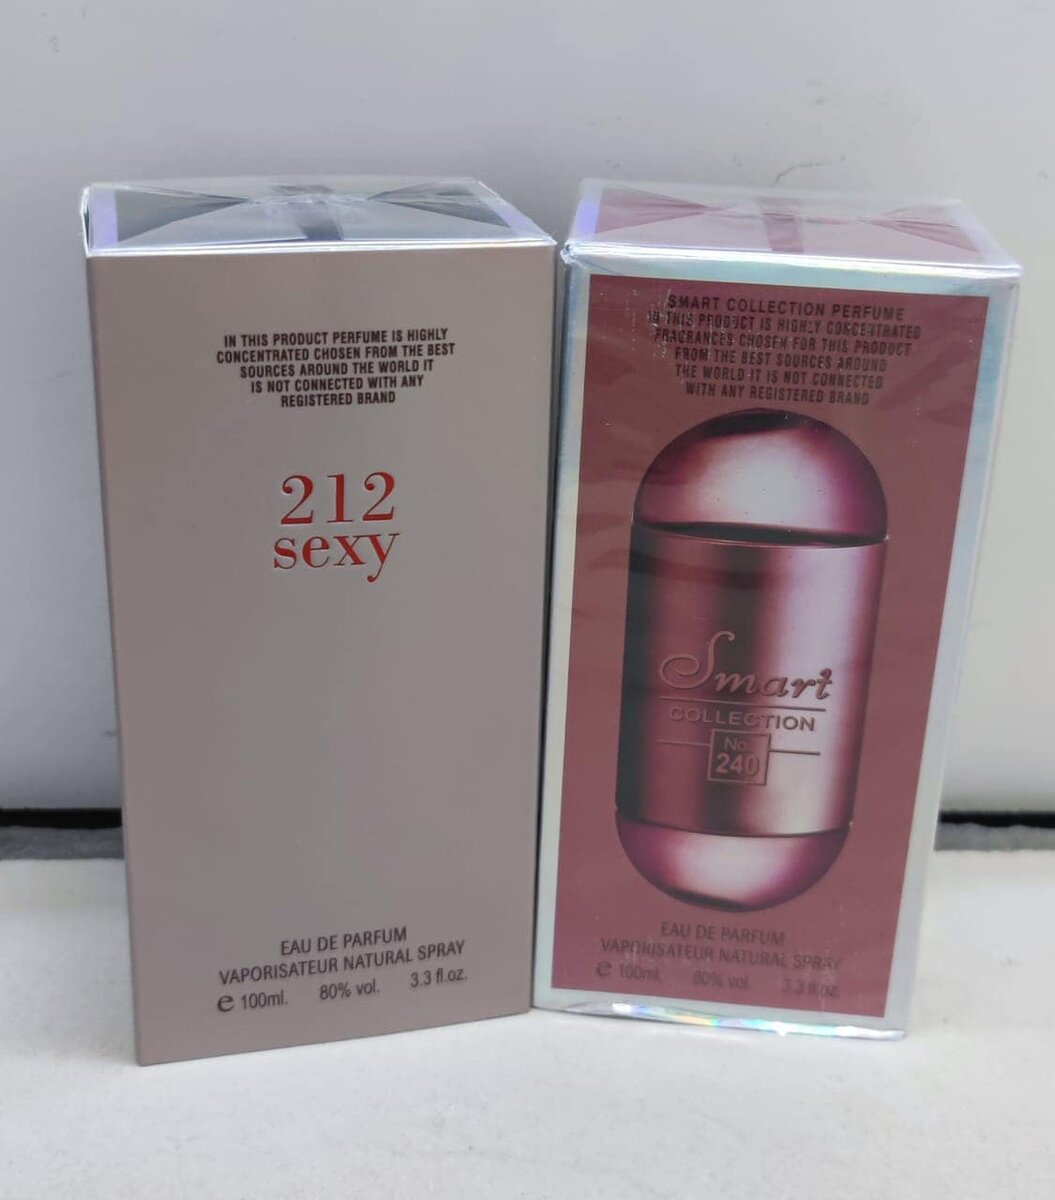 IN THIS PRODUCT PERFUME IS HIGHLY
CONCENTRATED CHOSEN FROM THE BEST
SOURCES AROUND THE WORLD IT
IS NOT CONNECTED WITH ANY
REGISTERED BRAND
212
sexy
EAU DE PARFUM
VAPORISATEUR NATURAL SPRAY
e 100ml. 80% vol. 3.3 fl.oz.
SMART COLLECTION PERFUME
IN THIS PRODUCT IS HIGHLY CONCENTRATED
FRAGRANCES CHOSEN FOR THIS PRODUCT
FROM THE BEST SOURCES AROUND
THE WORLD IT IS NOT CONNECTED
WITH ANY REGISTERED BRAND
Smart
COLLECTION
No.
240
EAU DE PARFUM
VAPORISATEUR NATURAL SPRAY
e 100ml. 80% vol. 3.3 fl.oz.